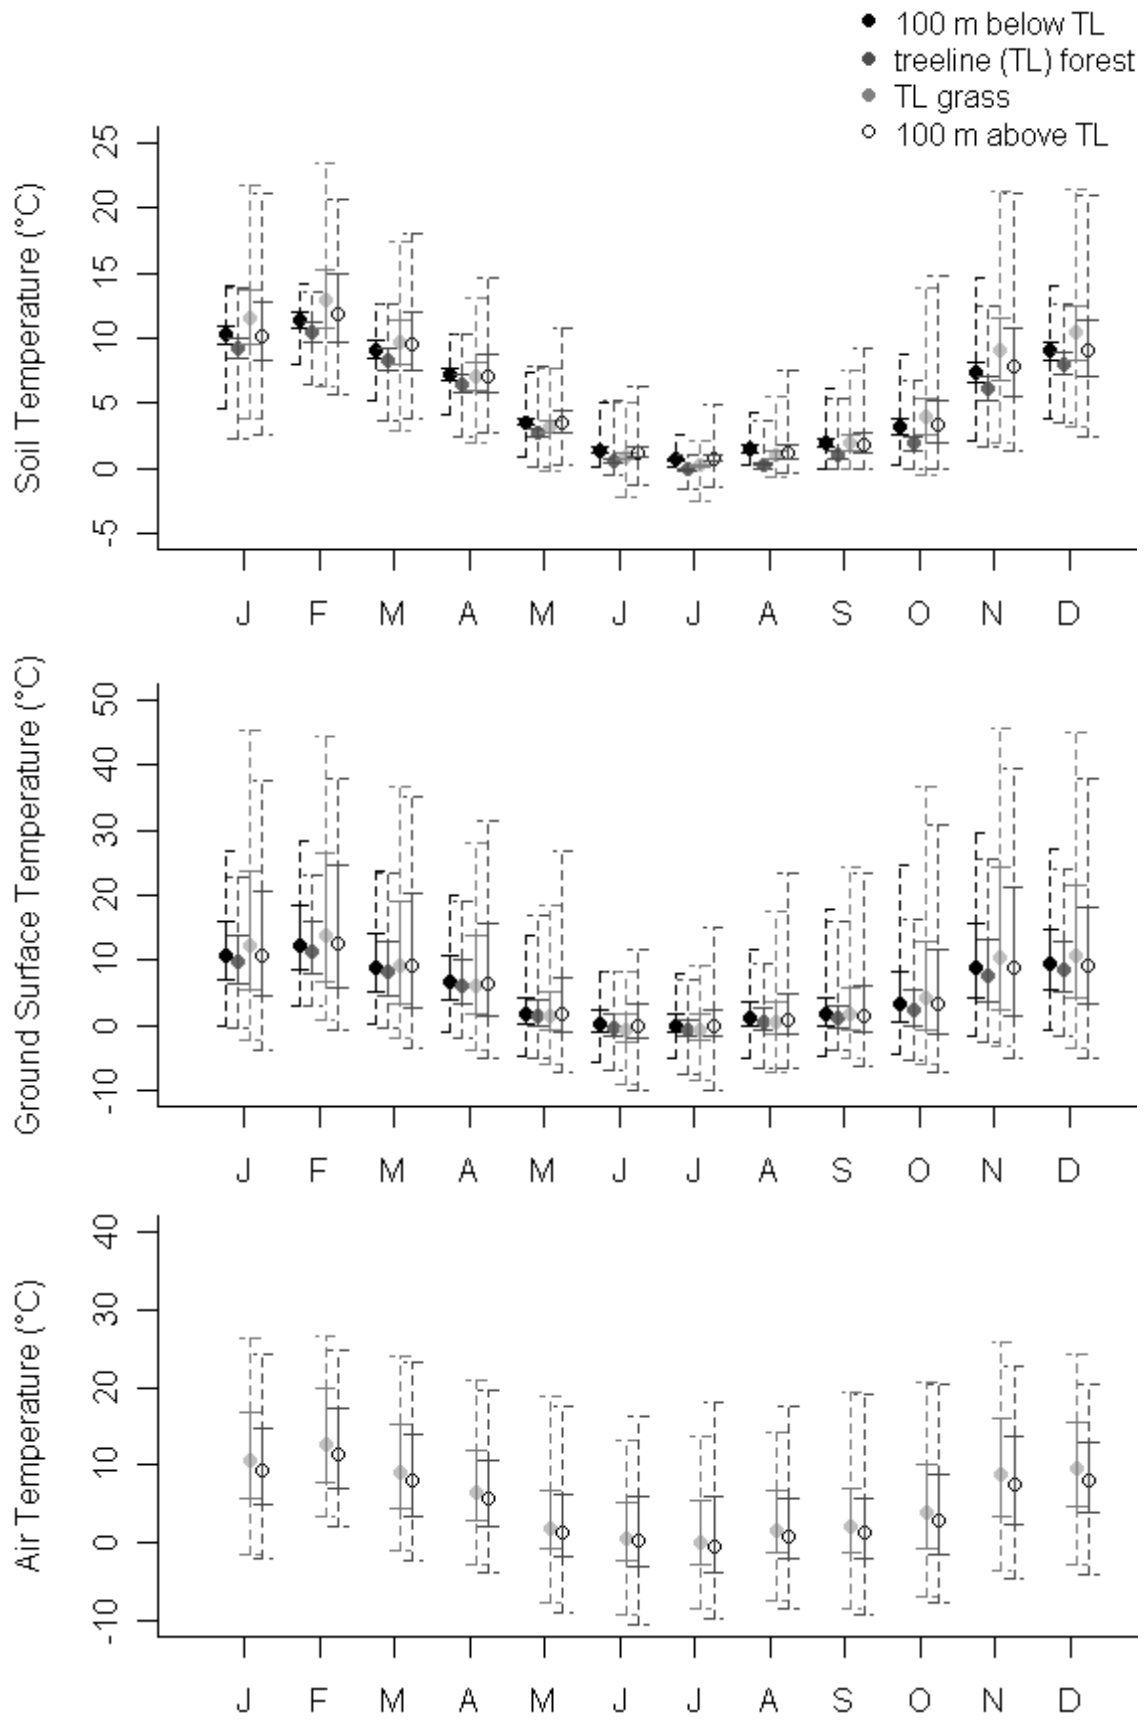 100 m below TL
treeline (TL) forest
TL grass
100 m above TL
Soil Temperature (°C)
25
20
15
10
5
0
-5
J F M A M J J A S O N D
Ground Surface Temperature (°C)
50
40
30
20
10
0
-10
J F M A M J J A S O N D
Air Temperature (°C)
40
30
20
10
0
-10
J F M A M J J A S O N D